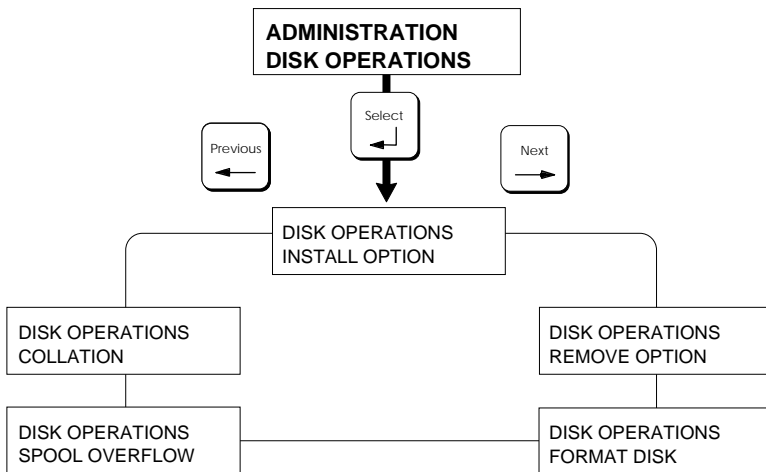 ADMINISTRATION
DISK OPERATIONS
Select
Previous
Next
DISK OPERATIONS
INSTALL OPTION
DISK OPERATIONS
COLLATION
DISK OPERATIONS
REMOVE OPTION
DISK OPERATIONS
SPOOL OVERFLOW
DISK OPERATIONS
FORMAT DISK